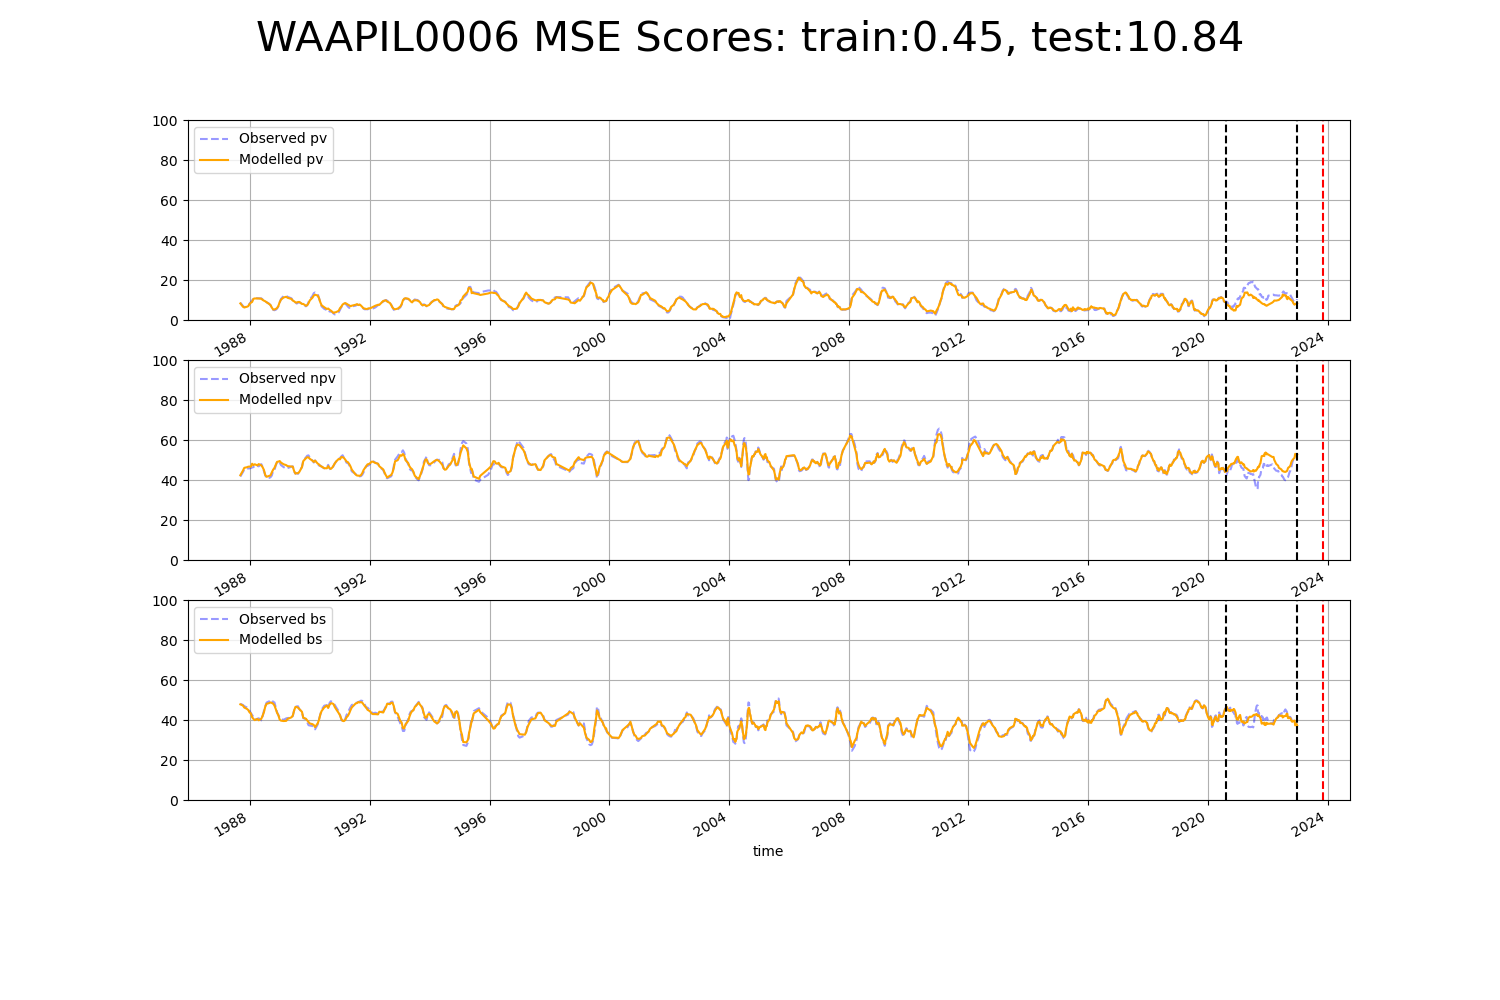 WAAPIL0006 MSE Scores: train:0.45, test:10.84
100
80
60
40
20
0
Observed pv
Modelled pv
1988 1992 1996 2000 2004 2008 2012 2016 2020 2024
100
80
60
40
20
0
Observed npv
Modelled npv
1988 1992 1996 2000 2004 2008 2012 2016 2020 2024
100
80
60
40
20
0
Observed bs
Modelled bs
1988 1992 1996 2000 2004 2008 2012 2016 2020 2024
time